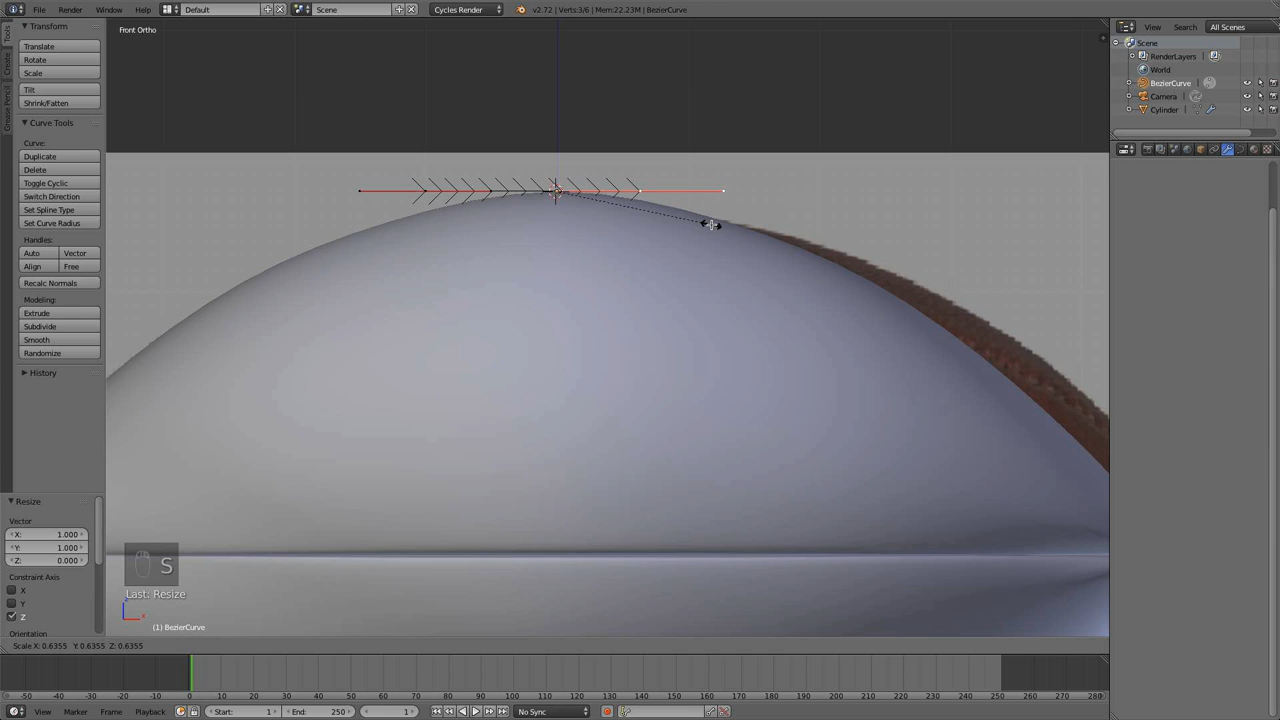 File Render Window Help Default Scene Cycles Render v2.72 | Verts:3/6 | Mem:22.23M | BezierCurve
Tools
Create
Grease Pencil
Transform
Translate
Rotate
Scale
Tilt
Shrink/Fatten
Curve Tools
Curve:
Duplicate
Delete
Toggle Cyclic
Switch Direction
Set Spline Type
Set Curve Radius
Handles:
Auto Vector
Align Free
Recalc Normals
Modeling:
Extrude
Subdivide
Smooth
Randomize
History
Resize
Vector
X: 1.000
Y: 1.000
Z: 0.000
Constraint Axis
X
Y
Z
Orientation
Front Ortho
S
Last: Resize
(1) BezierCurve
Scale X: 0.6355 Y: 0.6355 Z: 0.6355
View Search All Scenes
Scene
RenderLayers
World
BezierCurve
Camera
Cylinder
-50 -40 -30 -20 -10 0 10 20 30 40 50 60 70 80 90 100 110 120 130 140 150 160 170 180 190 200 210 220 230 240 250 260 270 280
View Marker Frame Playback Start: 1 End: 250 1 No Sync